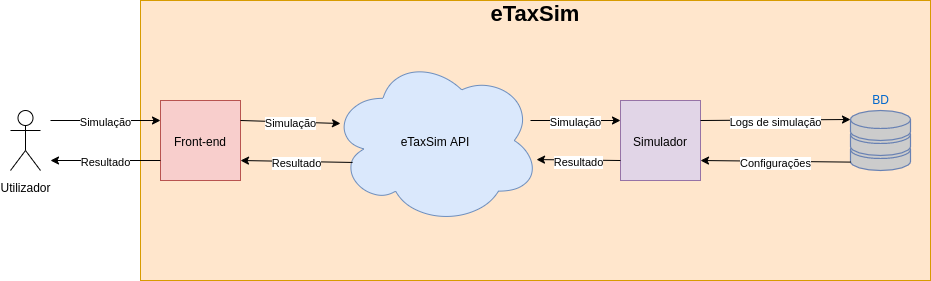 eTaxSim
BD
Simulação
Simulação
Simulação
Logs de simulação
Front-end
eTaxSim API
Simulador
Resultado
Resultado
Resultado
Configurações
Utilizador